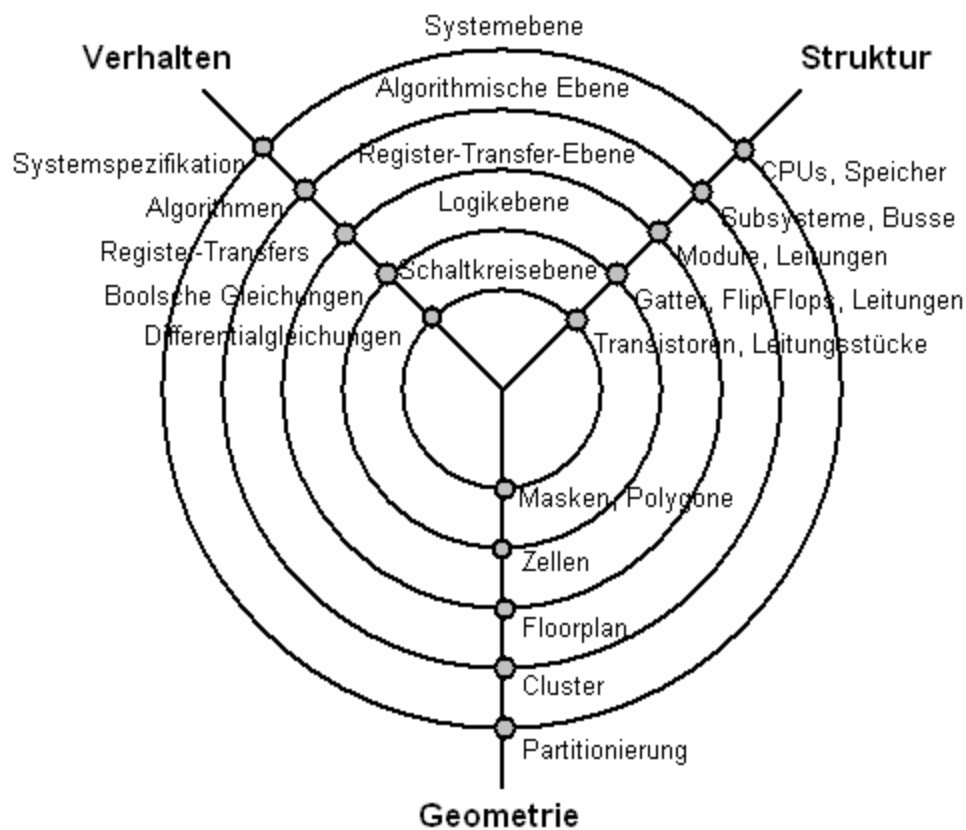 Systemebene
Verhalten
Struktur
Algorithmische Ebene
Register-Transfer-Ebene
Logikebene
Schaltkreisebene
Systemspezifikation
Algorithmen
Register-Transfers
Boolsche Gleichungen
Differentialgleichungen
CPUs, Speicher
Subsysteme, Busse
Module, Leitungen
Gatter, Flip Flops, Leitungen
Transistoren, Leitungsstücke
Masken, Polygone
Zellen
Floorplan
Cluster
Partitionierung
Geometrie